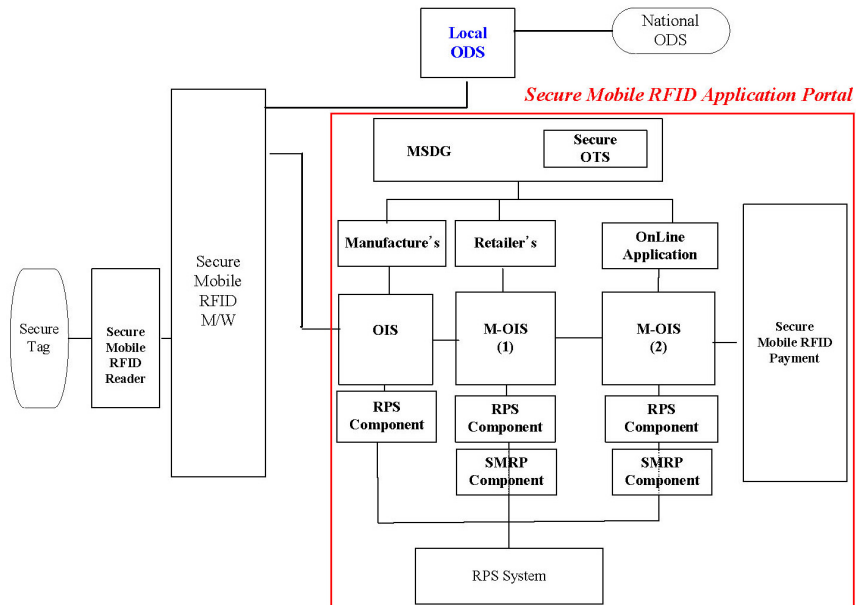 National
ODS
Local
ODS
Secure Mobile RFID Application Portal
MSDG
Secure
OTS
Manufacture's
Retailer's
OnLine
Application
Secure
Mobile
RFID
M/W
Secure
Tag
Secure
Mobile
RFID
Reader
OIS
M-OIS
(1)
M-OIS
(2)
Secure
Mobile RFID
Payment
RPS
Component
RPS
Component
RPS
Component
SMRP
Component
SMRP
Component
RPS System